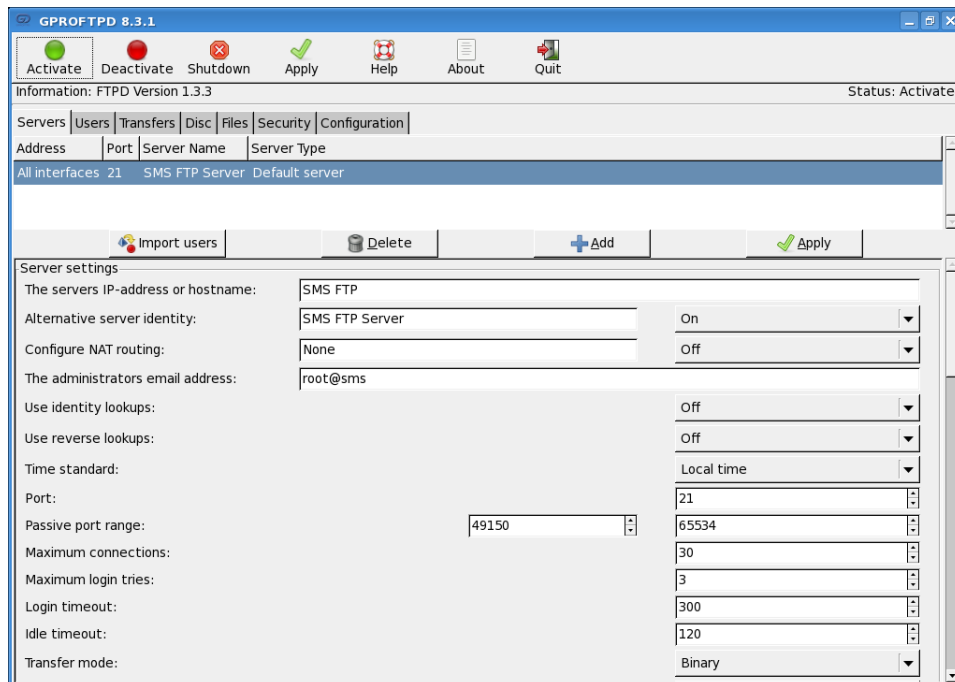 GPROFTPD 8.3.1
Activate Deactivate Shutdown Apply Help About Quit
Information: FTPD Version 1.3.3 Status: Activate
Servers Users Transfers Disc Files Security Configuration
Address Port Server Name Server Type
All interfaces 21 SMS FTP Server Default server
Import users Delete Add Apply
Server settings
The servers IP-address or hostname: SMS FTP
Alternative server identity: SMS FTP Server On
Configure NAT routing: None Off
The administrators email address: root@sms
Use identity lookups: Off
Use reverse lookups: Off
Time standard: Local time
Port: 21
Passive port range: 49150 65534
Maximum connections: 30
Maximum login tries: 3
Login timeout: 300
Idle timeout: 120
Transfer mode: Binary